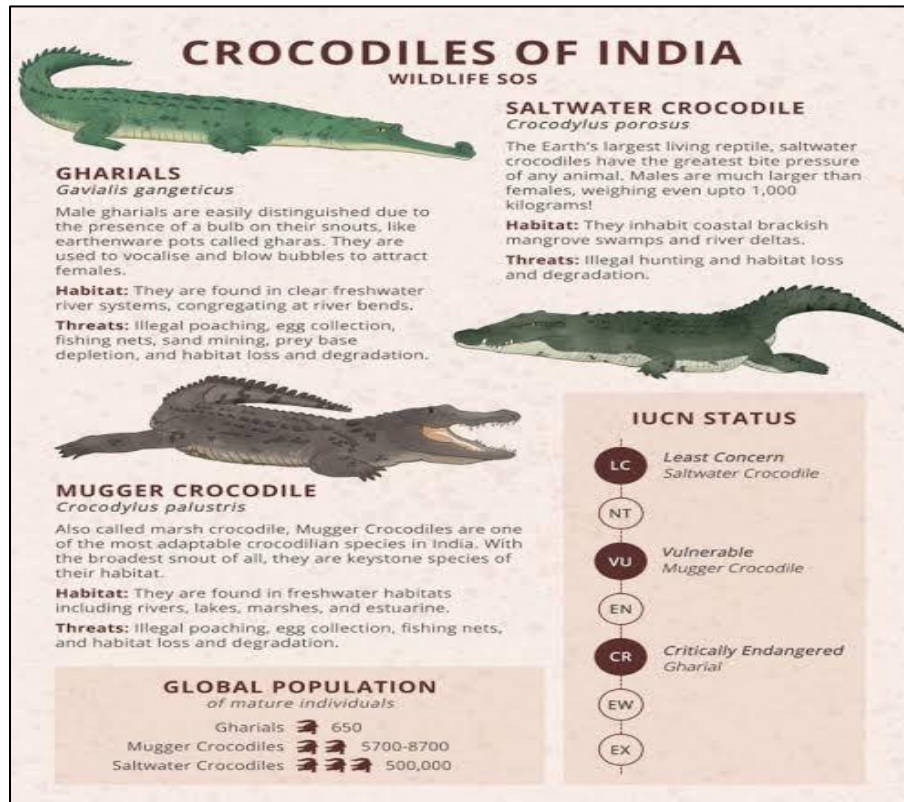 CROCODILES OF INDIA
WILDLIFE SOS
GHARIALS
Gavialis gangeticus
Male gharials are easily distinguished due to
the presence of a bulb on their snouts, like
earthenware pots called gharas. They are
used to vocalise and blow bubbles to attract
females.
Habitat: They are found in clear freshwater
river systems, congregating at river bends.
Threats: Illegal poaching, egg collection,
fishing nets, sand mining, prey base
depletion, and habitat loss and degradation.
SALTWATER CROCODILE
Crocodylus porosus
The Earth's largest living reptile, saltwater
crocodiles have the greatest bite pressure
of any animal. Males are much larger than
females, weighing even upto 1,000
kilograms!
Habitat: They inhabit coastal brackish
mangrove swamps and river deltas.
Threats: Illegal hunting and habitat loss
and degradation.
MUGGER CROCODILE
Crocodylus palustris
Also called marsh crocodile, Mugger Crocodiles are one
of the most adaptable crocodilian species in India. With
the broadest snout of all, they are keystone species of
their habitat.
Habitat: They are found in freshwater habitats
including rivers, lakes, marshes, and estuarine.
Threats: Illegal poaching, egg collection, fishing nets,
and habitat loss and degradation.
GLOBAL POPULATION
of mature individuals
Gharials 650
Mugger Crocodiles 5700-8700
Saltwater Crocodiles 500,000
IUCN STATUS
LC Least Concern
Saltwater Crocodile
NT
VU Vulnerable
Mugger Crocodile
EN
CR Critically Endangered
Gharial
EW
EX